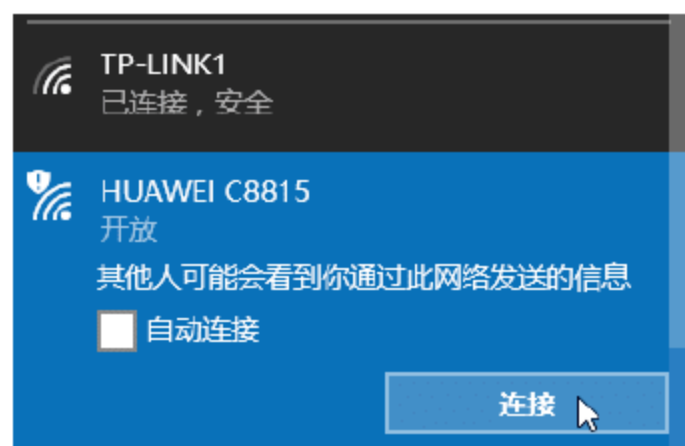 TP-LINK1
已连接，安全
HUAWEI C8815
开放
其他人可能会看到你通过此网络发送的信息
自动连接
连接